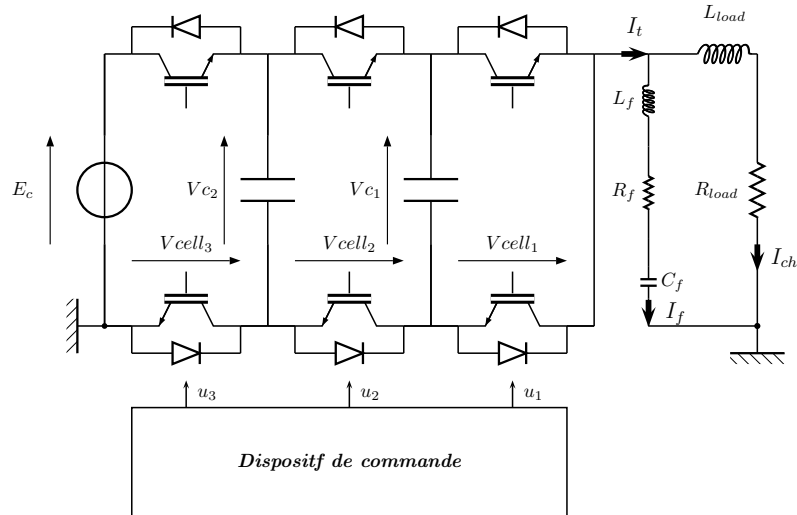 I_t
L_load
L_f
E_c
Vc_2
Vc_1
R_f
R_load
Vcell_3
Vcell_2
Vcell_1
I_ch
C_f
I_f
u_3
u_2
u_1
Dispositf de commande